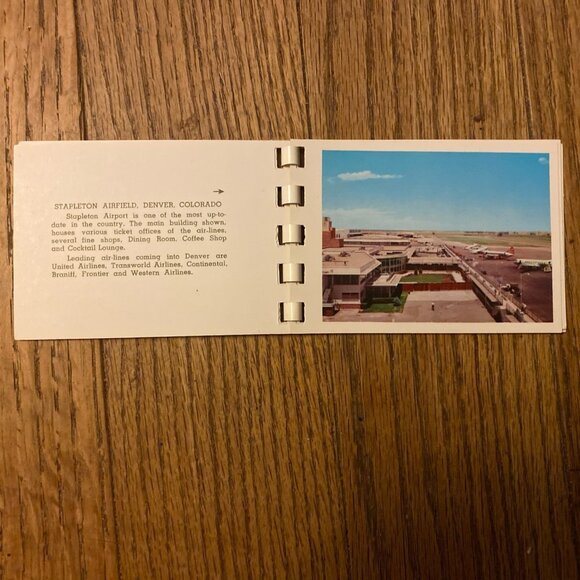 STAPLETON AIRFIELD, DENVER, COLORADO
Stapleton Airport is one of the most up-to-
date in the country. The main building shown,
houses various ticket offices of the air-lines,
several fine shops, Dining Room, Coffee Shop
and Cocktail Lounge.
Leading air-lines coming into Denver are
United Airlines, Transworld Airlines, Continental,
Braniff, Frontier and Western Airlines.